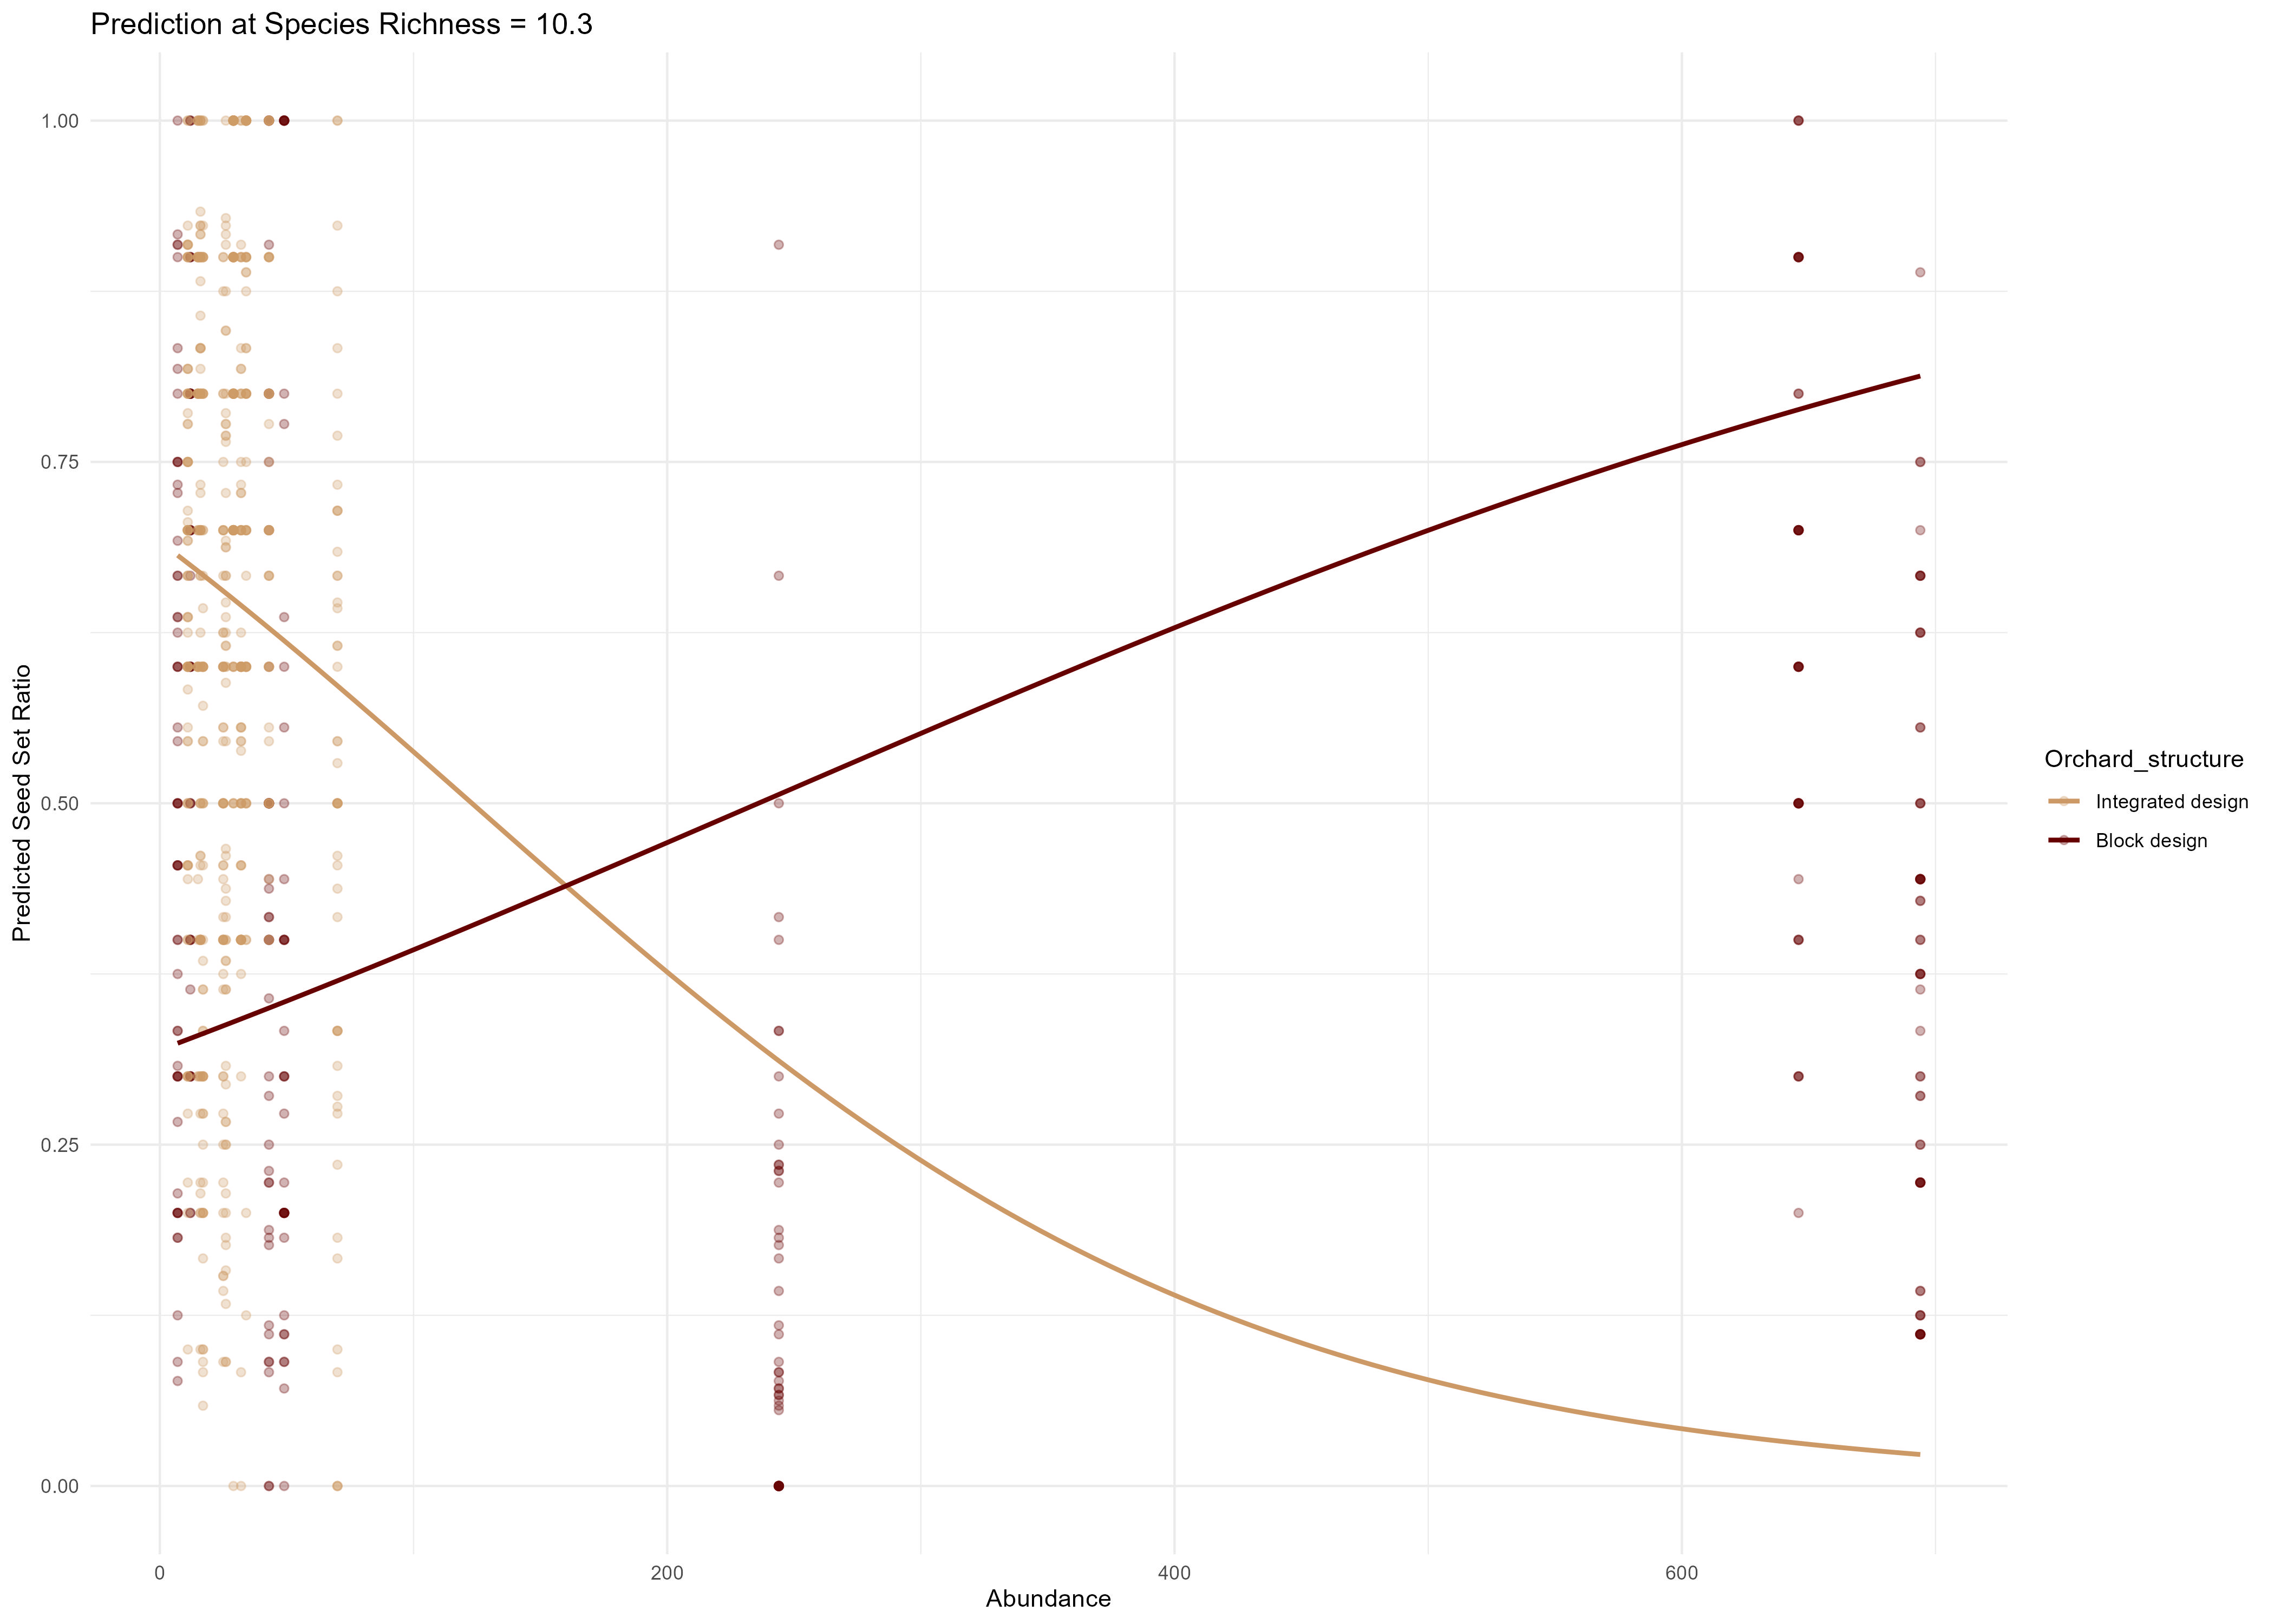 Prediction at Species Richness = 10.3
1.00
0.75
0.50
0.25
0.00
Predicted Seed Set Ratio
0
200
400
600
Abundance
Orchard_structure
Integrated design
Block design